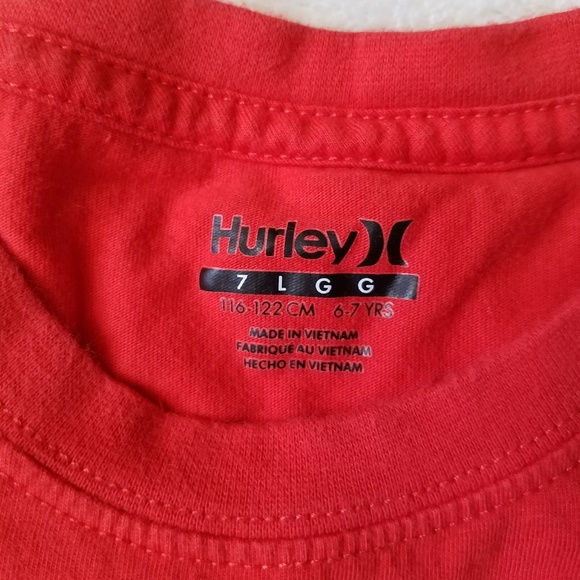 Hurley
7 L G G
116-122 CM 6-7 YRS
MADE IN VIETNAM
FABRIQUÉ AU VIETNAM
HECHO EN VIETNAM